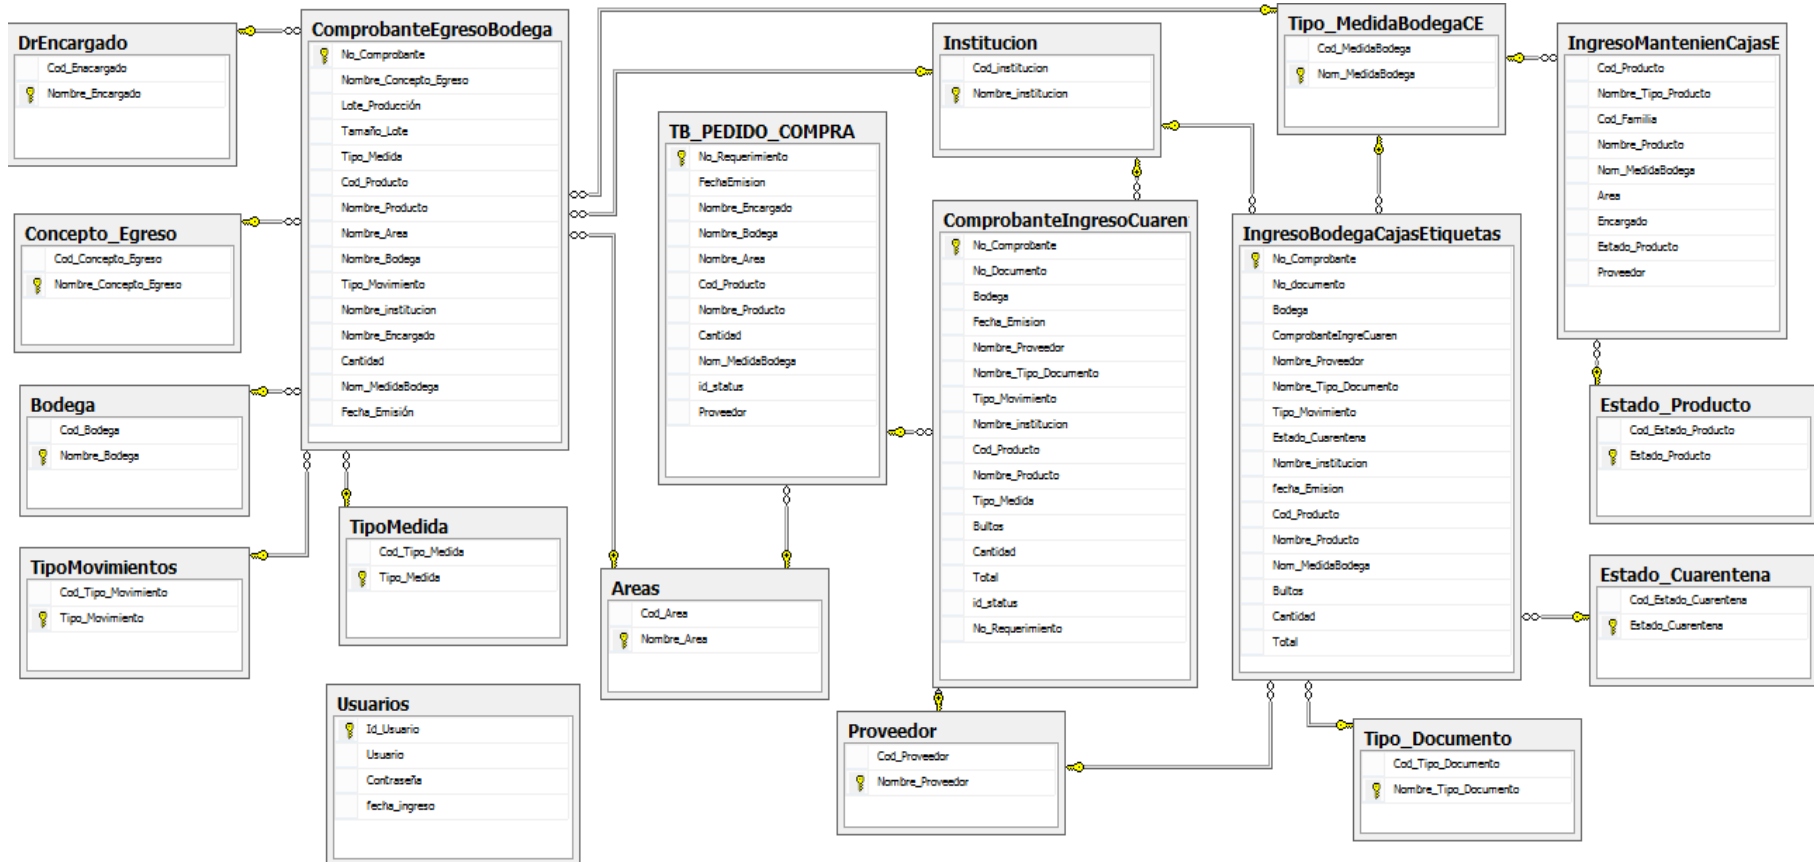 DrEncargado
Cod_Enacargado
Nombre_Encargado
Concepto_Egreso
Cod_Concepto_Egreso
Nombre_Concepto_Egreso
Bodega
Cod_Bodega
Nombre_Bodega
TipoMovimientos
Cod_Tipo_Movimiento
Tipo_Movimiento
ComprobanteEgresoBodega
No_Comprobante
Nombre_Concepto_Egreso
Lote_Producción
Tamaño_Lote
Tipo_Medida
Cod_Producto
Nombre_Producto
Nombre_Area
Nombre_Bodega
Tipo_Movimiento
Nombre_institucion
Nombre_Encargado
Cantidad
Nom_MedidaBodega
Fecha_Emisión
TipoMedida
Cod_Tipo_Medida
Tipo_Medida
Usuarios
Id_Usuario
Usuario
Contraseña
fecha_ingreso
TB_PEDIDO_COMPRA
No_Requerimiento
FechaEmision
Nombre_Encargado
Nombre_Bodega
Nombre_Area
Cod_Producto
Nombre_Producto
Cantidad
Nom_MedidaBodega
id_status
Proveedor
Areas
Cod_Area
Nombre_Area
Institucion
Cod_institucion
Nombre_institucion
ComprobanteIngresoCuaren
No_Comprobante
No_Documento
Bodega
Fecha_Emision
Nombre_Proveedor
Nombre_Tipo_Documento
Tipo_Movimiento
Nombre_institucion
Cod_Producto
Nombre_Producto
Tipo_Medida
Bultos
Cantidad
Total
id_status
No_Requerimiento
Proveedor
Cod_Proveedor
Nombre_Proveedor
Tipo_MedidaBodegaCE
Cod_MedidaBodega
Nom_MedidaBodega
IngresoBodegaCajasEtiquetas
No_Comprobante
No_documento
Bodega
ComprobanteIngreCuaren
Nombre_Proveedor
Nombre_Tipo_Documento
Tipo_Movimiento
Estado_Cuarentena
Nombre_institucion
fecha_Emision
Cod_Producto
Nombre_Producto
Nom_MedidaBodega
Bultos
Cantidad
Total
Tipo_Documento
Cod_Tipo_Documento
Nombre_Tipo_Documento
IngresoMantenienCajasE
Cod_Producto
Nombre_Tipo_Producto
Cod_Familia
Nombre_Producto
Nom_MedidaBodega
Area
Encargado
Estado_Producto
Proveedor
Estado_Producto
Cod_Estado_Producto
Estado_Producto
Estado_Cuarentena
Cod_Estado_Cuarentena
Estado_Cuarentena